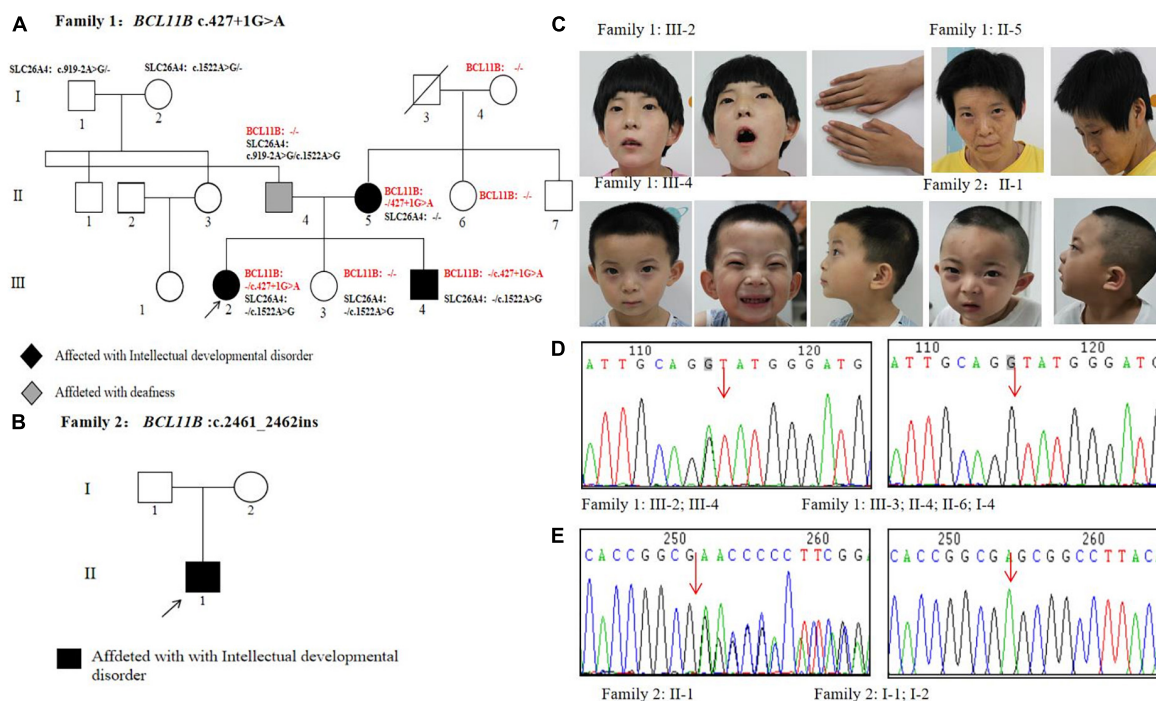 A
Family 1: BCL11B c.427+1G>A
SLC26A4: c.919-2A>G/-
SLC26A4: c.1522A>G/-
BCL11B: -/-
I
1
2
3
4
BCL11B: -/-
SLC26A4:
c.919-2A>G/c.1522A>G
II
1
2
3
4
5
BCL11B:
-/427+1G>A
SLC26A4: -/-
6
BCL11B: -/-
7
III
1
2
BCL11B:
-/c.427+1G>A
SLC26A4:
-/c.1522A>G
3
BCL11B: -/-
SLC26A4:
-/c.1522A>G
4
BCL11B: -/c.427+1G>A
SLC26A4: -/c.1522A>G
Affected with Intellectual developmental disorder
Affdeted with deafness
B
Family 2: BCL11B :c.2461_2462ins
I
1
2
II
1
Affdeted with with Intellectual developmental
disorder
C
Family 1: III-2
Family 1: II-5
Family 1: III-4
Family 2: II-1
D
110 120
A T T G C A G G T A T G G G A T G
110 120
A T T G C A G G T A T G G G A T G
Family 1: III-2; III-4
Family 1: III-3; II-4; II-6; I-4
E
250 260
C A C C G G C G A A C C C C C T T C G G A
250 260
C A C C G G C G A G C G G C C T T A C
Family 2: II-1
Family 2: I-1; I-2